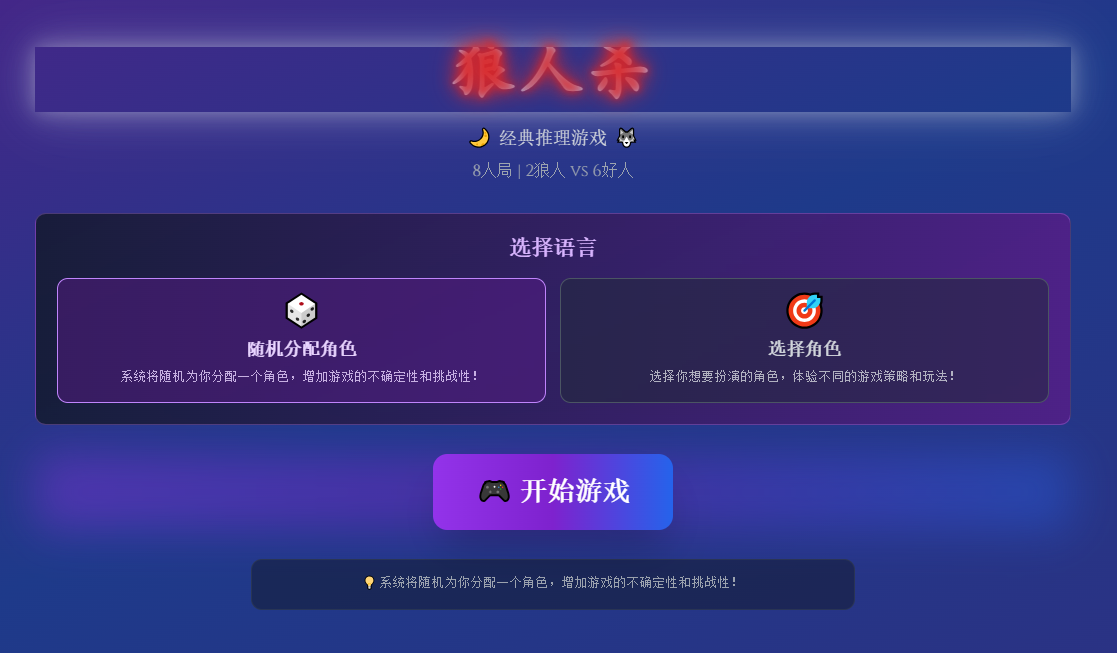 狼人杀
🌙 经典推理游戏 🐺
8人局 | 2狼人 vs 6好人
选择语言
随机分配角色
系统将随机为你分配一个角色，增加游戏的不确定性和挑战性！
选择角色
选择你想要扮演的角色，体验不同的游戏策略和玩法！
🎮 开始游戏
💡 系统将随机为你分配一个角色，增加游戏的不确定性和挑战性！